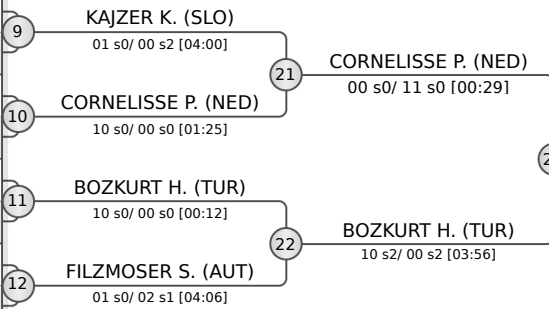 KAJZER K. (SLO)
9
01 s0/ 00 s2 [04:00]
21
CORNELISSE P. (NED)
00 s0/ 11 s0 [00:29]
CORNELISSE P. (NED)
10
10 s0/ 00 s0 [01:25]
2
BOZKURT H. (TUR)
11
10 s0/ 00 s0 [00:12]
22
BOZKURT H. (TUR)
10 s2/ 00 s2 [03:56]
FILZMOSER S. (AUT)
12
01 s0/ 02 s1 [04:06]